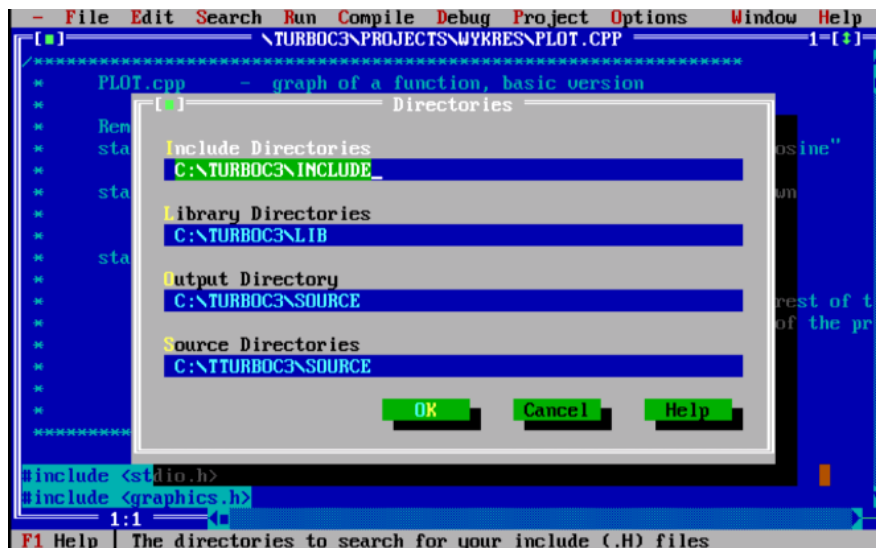 - File Edit Search Run Compile Debug Project Options Window Help
[■] \TURBOC3\PROJECTS\WYKRES\PLOT.CPP 1=[↕]
/****************************************************************
* PLOT.cpp - graph of a function, basic version
* [■] Directories
* Rem
* sta Include Directories osine"
* C:\TURBOC3\INCLUDE_
* sta wn
* Library Directories
* C:\TURBOC3\LIB
* sta
* Output Directory
* C:\TURBOC3\SOURCE rest of t
* of the pr
* Source Directories
* C:\TTURBOC3\SOURCE
*
* OK Cancel Help
*********
#include <stdio.h>
#include <graphics.h>
1:1
F1 Help | The directories to search for your include (.H) files